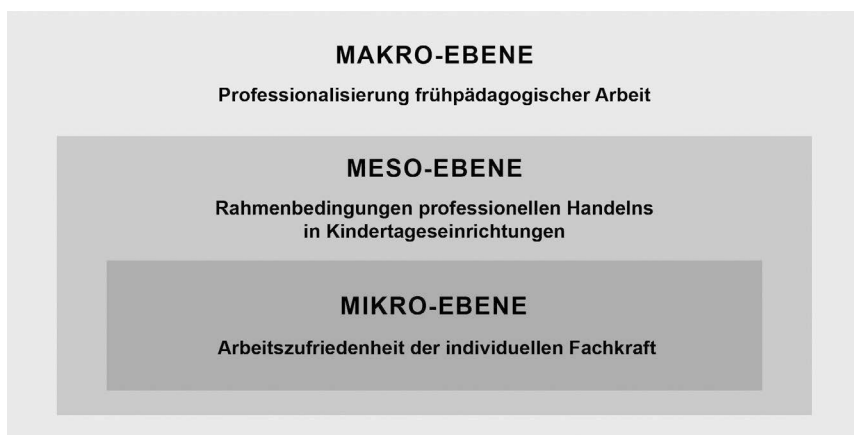 MAKRO-EBENE
Professionalisierung frühpädagogischer Arbeit
MESO-EBENE
Rahmenbedingungen professionellen Handelns
in Kindertageseinrichtungen
MIKRO-EBENE
Arbeitszufriedenheit der individuellen Fachkraft